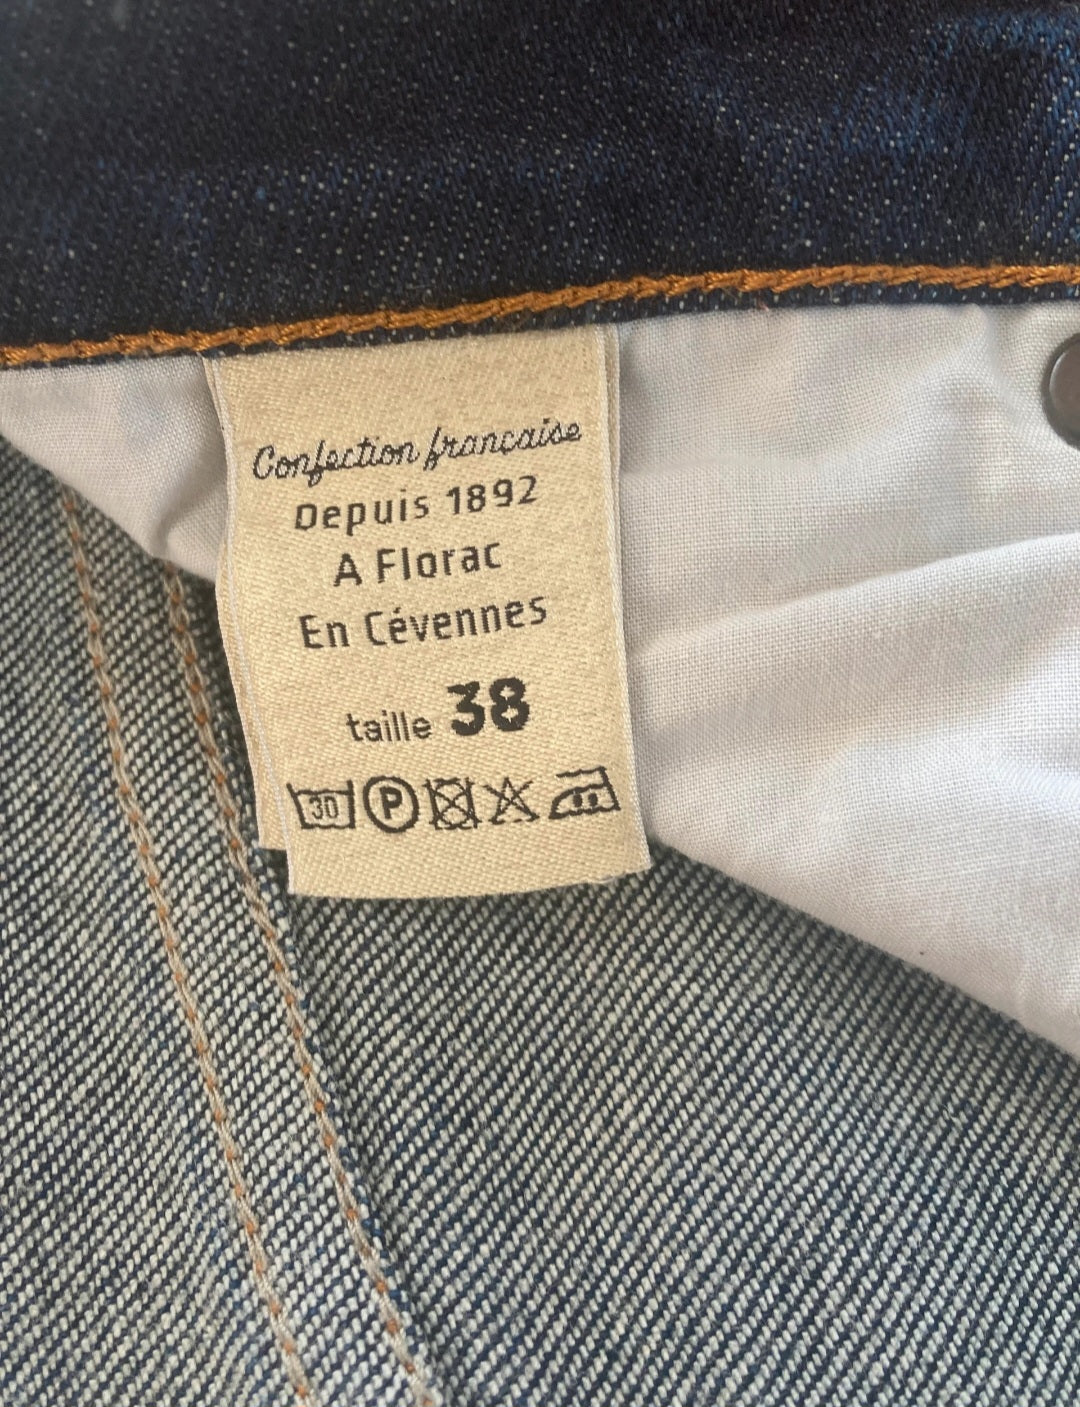 Confection française
Depuis 1892
A Florac
En Cévennes
taille 38
30 P